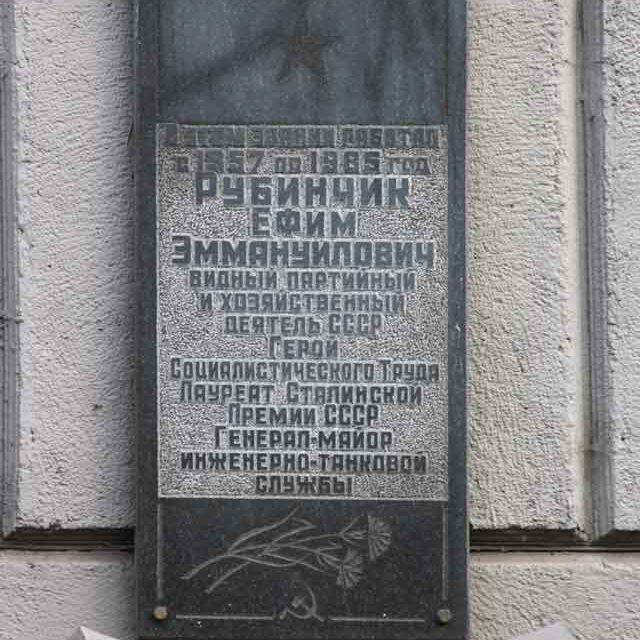 В этом здании работал
с 1957 по 1965 год
Рубинчик
Ефим
Эммануилович
видный партийный
и хозяйственный
деятель СССР
Герой
Социалистического Труда
Лауреат Сталинской
Премии СССР
Генерал-майор
инженерно-танковой
службы